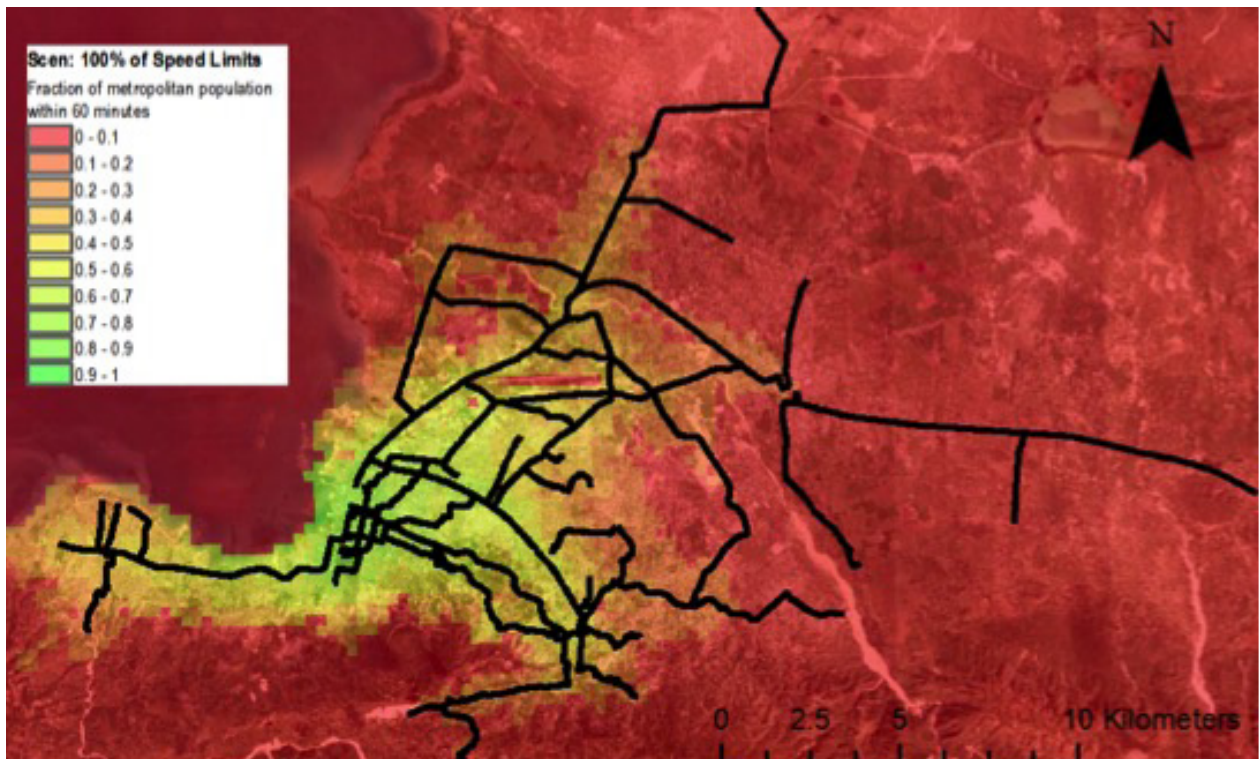 Scen: 100% of Speed Limits
Fraction of metropolitan population
within 60 minutes
0 - 0.1
0.1 - 0.2
0.2 - 0.3
0.3 - 0.4
0.4 - 0.5
0.5 - 0.6
0.6 - 0.7
0.7 - 0.8
0.8 - 0.9
0.9 - 1
N
0 2.5 5 10 Kilometers